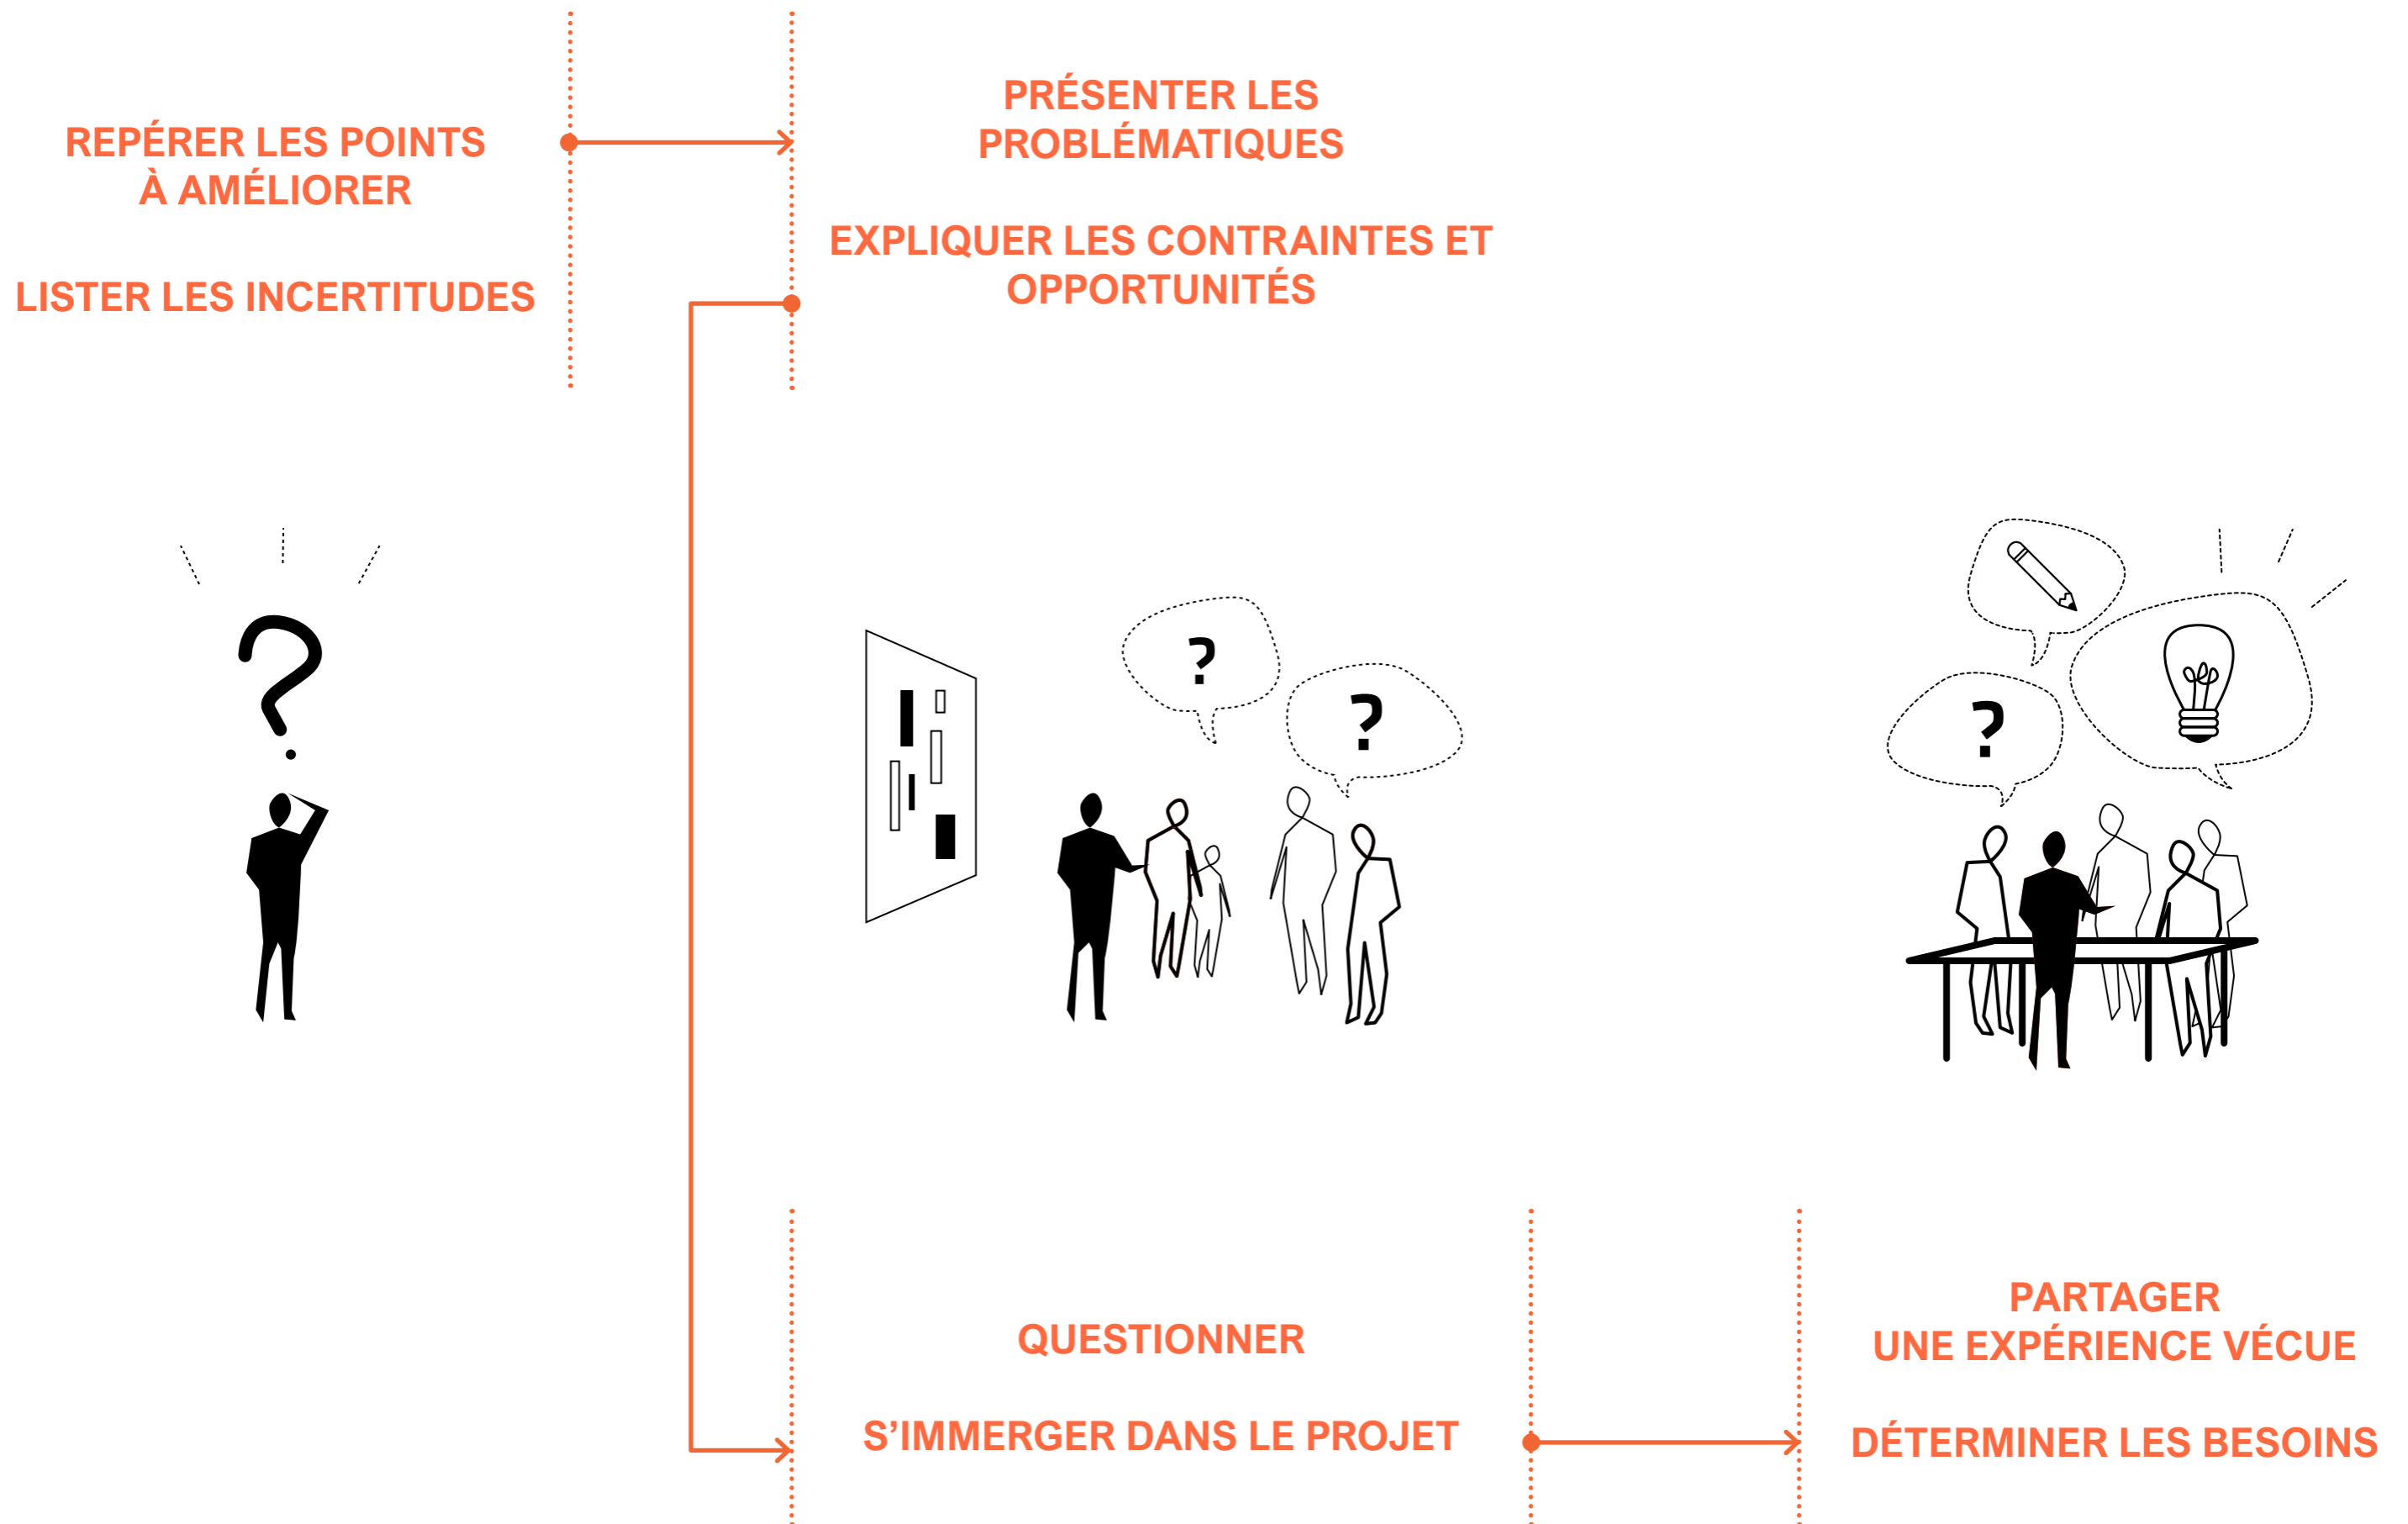 REPÉRER LES POINTS
À AMÉLIORER
LISTER LES INCERTITUDES
PRÉSENTER LES
PROBLÉMATIQUES
EXPLIQUER LES CONTRAINTES ET
OPPORTUNITÉS
?
?
?
?
QUESTIONNER
S’IMMERGER DANS LE PROJET
PARTAGER
UNE EXPÉRIENCE VÉCUE
DÉTERMINER LES BESOINS